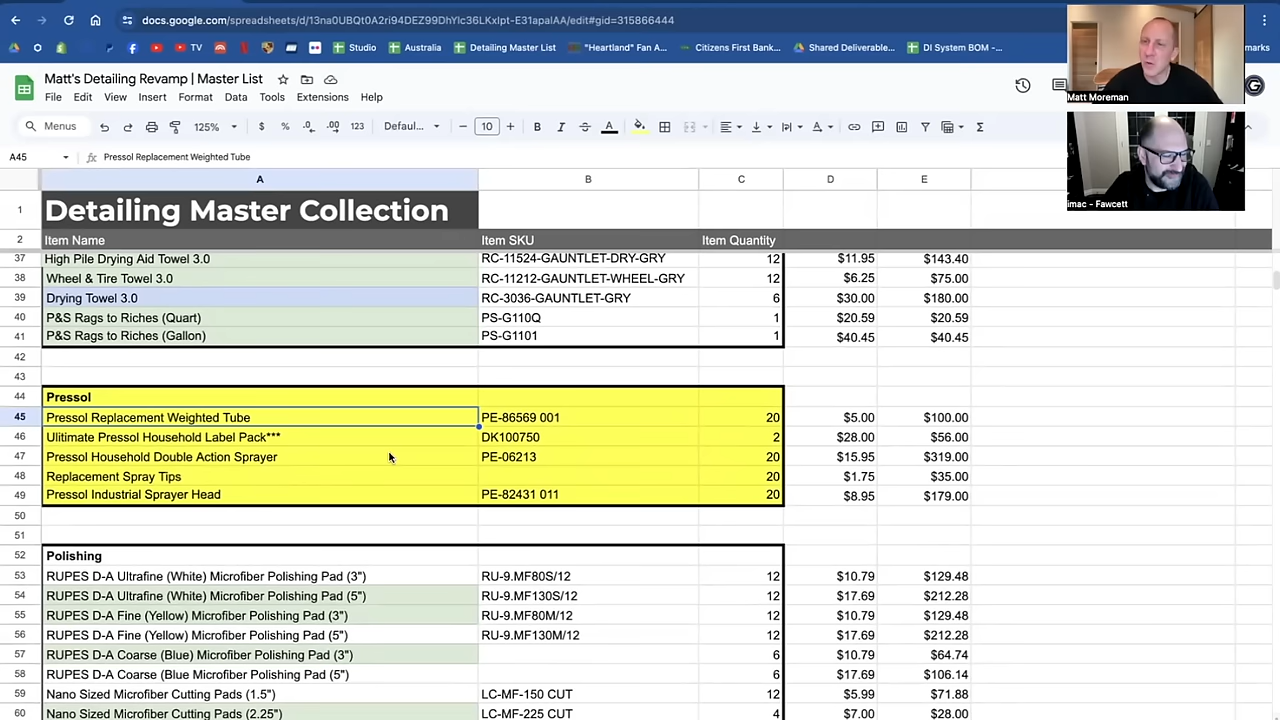 docs.google.com/spreadsheets/d/13na0UBQt0A2ri94DEZ99DhYlc36LKxIpt-E31apalAA/edit#gid=315866444
TV
Studio
Australia
Detailing Master List
"Heartland" Fan A...
Citizens First Bank...
Shared Deliverable...
DI System BOM –...
marks
Matt's Detailing Revamp | Master List
File Edit View Insert Format Data Tools Extensions Help
Menus 125% $ % .0 .00 123 Defaul... 10 B I A
A45 fx Pressol Replacement Weighted Tube
Matt Moreman
imac - Fawcett
A B C D E
1 Detailing Master Collection
2 Item Name Item SKU Item Quantity
37 High Pile Drying Aid Towel 3.0 RC-11524-GAUNTLET-DRY-GRY 12 $11.95 $143.40
38 Wheel & Tire Towel 3.0 RC-11212-GAUNTLET-WHEEL-GRY 12 $6.25 $75.00
39 Drying Towel 3.0 RC-3036-GAUNTLET-GRY 6 $30.00 $180.00
40 P&S Rags to Riches (Quart) PS-G110Q 1 $20.59 $20.59
41 P&S Rags to Riches (Gallon) PS-G1101 1 $40.45 $40.45
42
43
44 Pressol
45 Pressol Replacement Weighted Tube PE-86569 001 20 $5.00 $100.00
46 Ulitimate Pressol Household Label Pack*** DK100750 2 $28.00 $56.00
47 Pressol Household Double Action Sprayer PE-06213 20 $15.95 $319.00
48 Replacement Spray Tips 20 $1.75 $35.00
49 Pressol Industrial Sprayer Head PE-82431 011 20 $8.95 $179.00
50
51
52 Polishing
53 RUPES D-A Ultrafine (White) Microfiber Polishing Pad (3") RU-9.MF80S/12 12 $10.79 $129.48
54 RUPES D-A Ultrafine (White) Microfiber Polishing Pad (5") RU-9.MF130S/12 12 $17.69 $212.28
55 RUPES D-A Fine (Yellow) Microfiber Polishing Pad (3") RU-9.MF80M/12 12 $10.79 $129.48
56 RUPES D-A Fine (Yellow) Microfiber Polishing Pad (5") RU-9.MF130M/12 12 $17.69 $212.28
57 RUPES D-A Coarse (Blue) Microfiber Polishing Pad (3") 6 $10.79 $64.74
58 RUPES D-A Coarse (Blue Microfiber Polishing Pad (5") 6 $17.69 $106.14
59 Nano Sized Microfiber Cutting Pads (1.5") LC-MF-150 CUT 12 $5.99 $71.88
60 Nano Sized Microfiber Cutting Pads (2.25") LC-MF-225 CUT 4 $7.00 $28.00